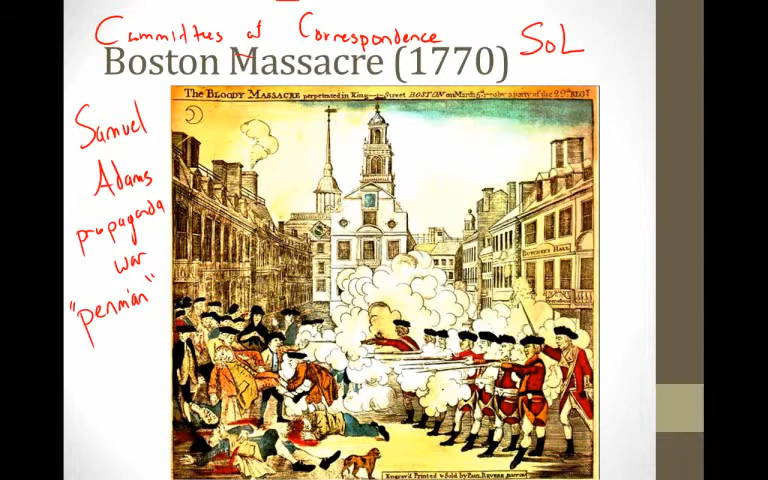 Committees of Correspondence
SoL
Boston Massacre (1770)
Samuel
Adams
propaganda
war
"penman"
The BLOODY MASSACRE perpetrated in King Street BOSTON on March 5th 1770 by a party of the 29th REGT
BUTCHER'S HALL
Engrav'd Printed & Sold by PAUL REVERE BOSTON